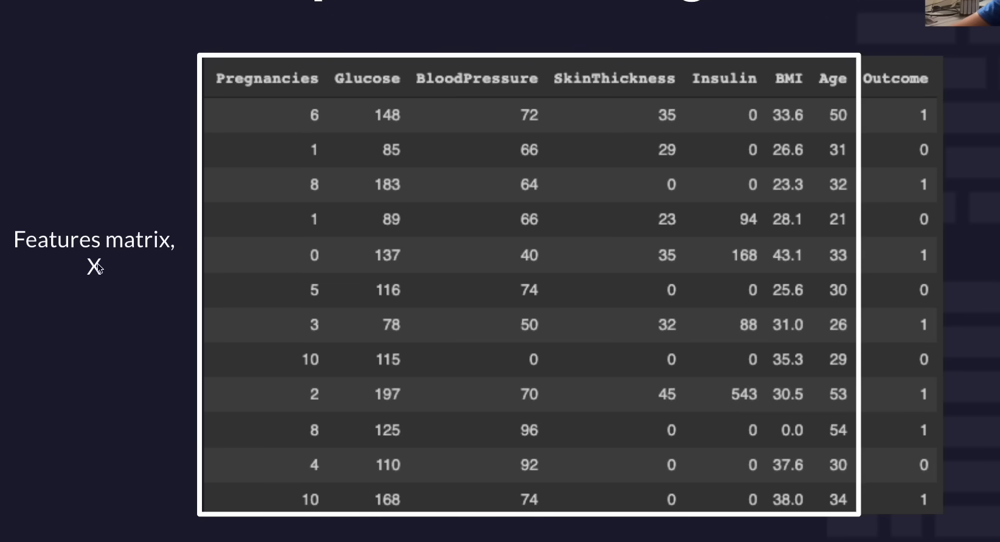 Features matrix,
X
Pregnancies Glucose BloodPressure SkinThickness Insulin BMI Age Outcome
6 148 72 35 0 33.6 50 1
1 85 66 29 0 26.6 31 0
8 183 64 0 0 23.3 32 1
1 89 66 23 94 28.1 21 0
0 137 40 35 168 43.1 33 1
5 116 74 0 0 25.6 30 0
3 78 50 32 88 31.0 26 1
10 115 0 0 0 35.3 29 0
2 197 70 45 543 30.5 53 1
8 125 96 0 0 0.0 54 1
4 110 92 0 0 37.6 30 0
10 168 74 0 0 38.0 34 1